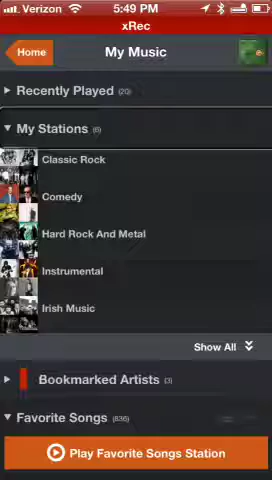 Verizon 5:49 PM
xRec
Home My Music
Recently Played (20)
My Stations (6)
Classic Rock
Comedy
Hard Rock And Metal
Instrumental
Irish Music
Show All
Bookmarked Artists (3)
Favorite Songs (836)
Play Favorite Songs Station